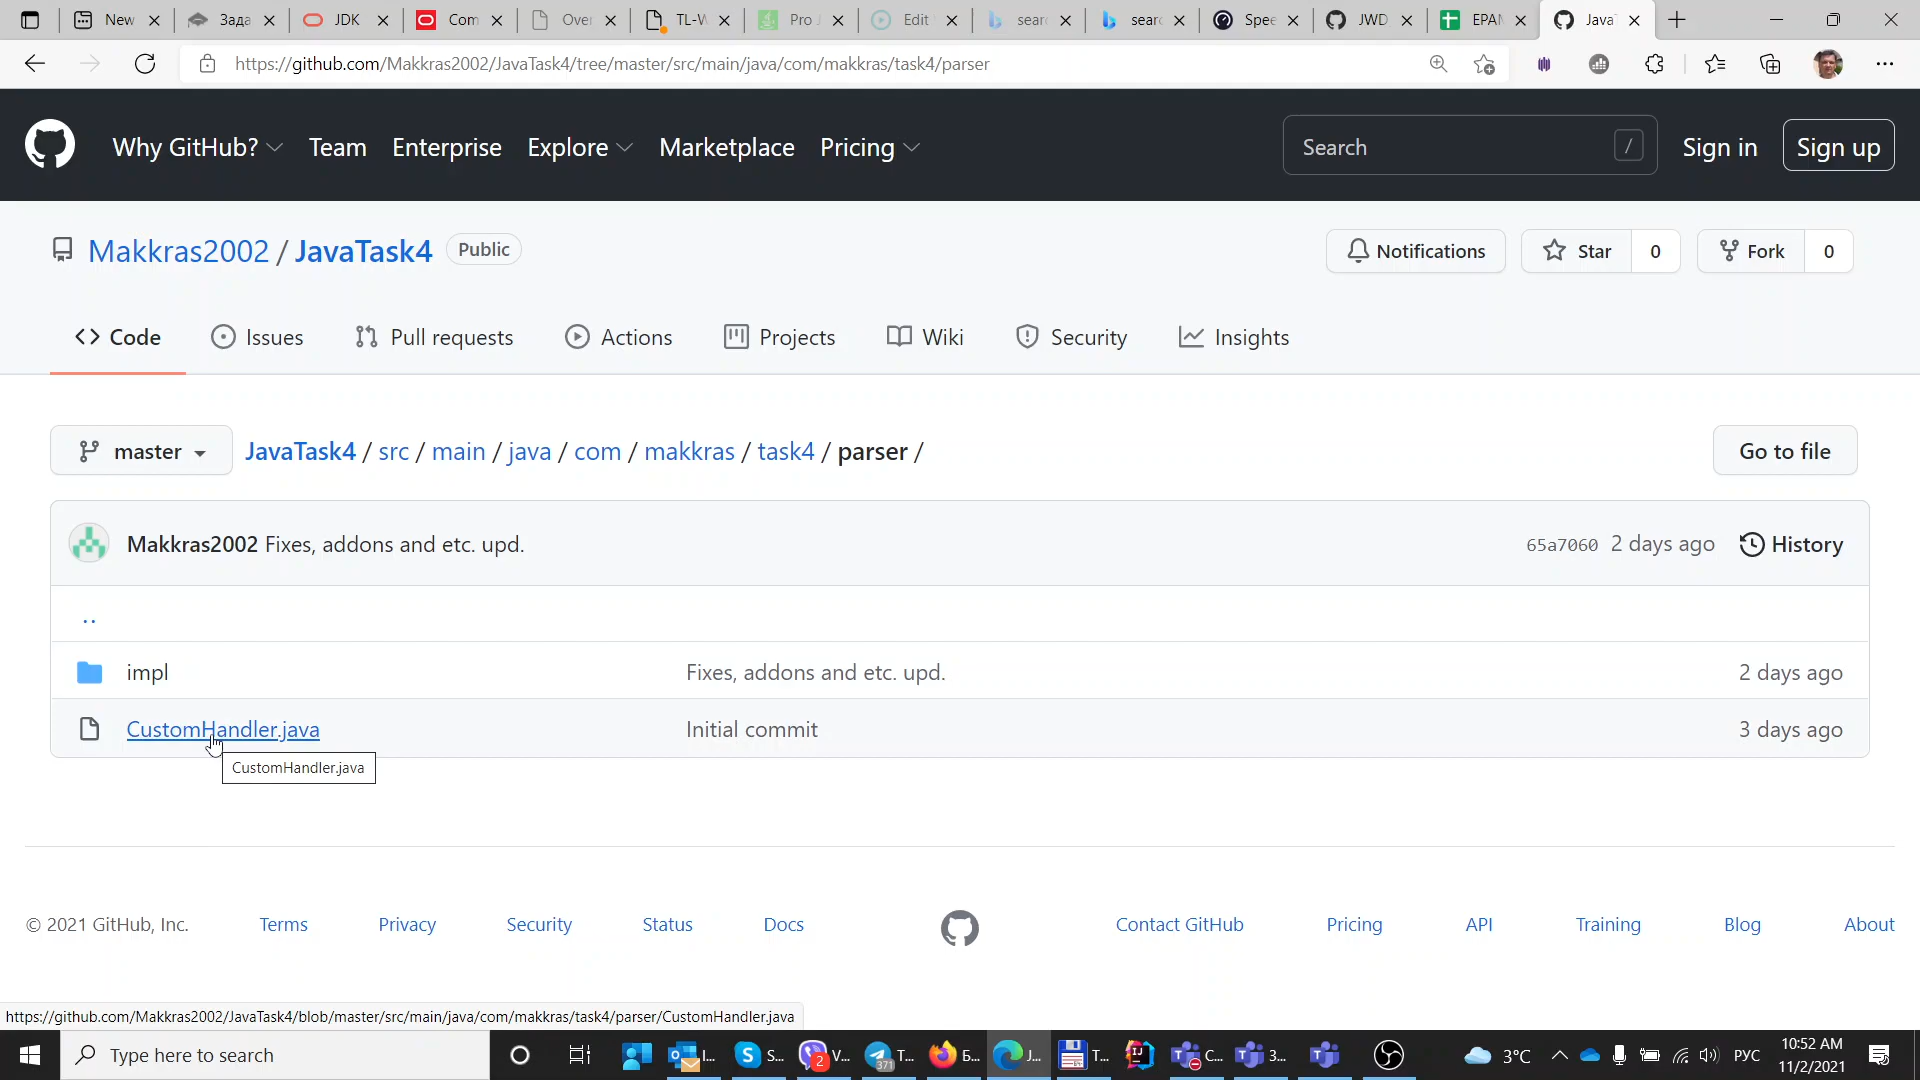 New
Зада
JDK
Com
Over
TL-W
Pro J
Edit
searc
searc
Spee
JWD
EPAM
JavaT
https://github.com/Makkras2002/JavaTask4/tree/master/src/main/java/com/makkras/task4/parser
Why GitHub? Team Enterprise Explore Marketplace Pricing Search / Sign in Sign up
Makkras2002 / JavaTask4 Public Notifications Star 0 Fork 0
Code Issues Pull requests Actions Projects Wiki Security Insights
master JavaTask4 / src / main / java / com / makkras / task4 / parser / Go to file
Makkras2002 Fixes, addons and etc. upd. 65a7060 2 days ago History
..
impl Fixes, addons and etc. upd. 2 days ago
CustomHandler.java Initial commit 3 days ago
CustomHandler.java
© 2021 GitHub, Inc. Terms Privacy Security Status Docs Contact GitHub Pricing API Training Blog About
https://github.com/Makkras2002/JavaTask4/blob/master/src/main/java/com/makkras/task4/parser/CustomHandler.java
Type here to search I... S... 2 V... 371 T... Б... J... T... C... З... 3°C РУС 10:52 AM
11/2/2021